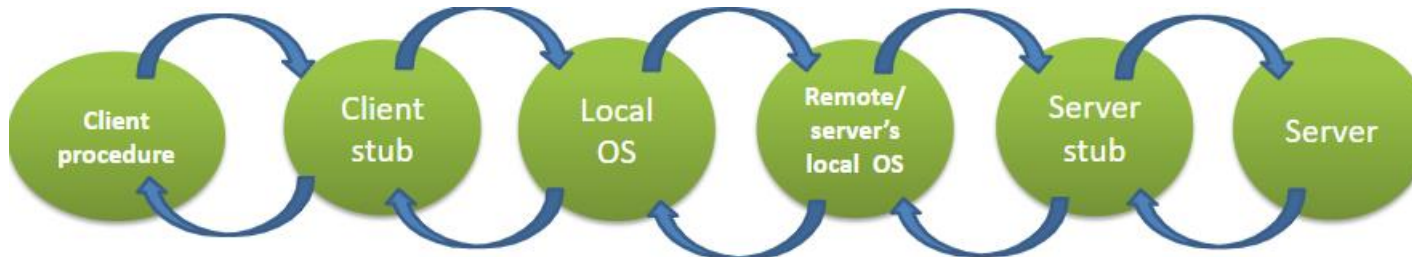 Client
procedure
Client
stub
Local
OS
Remote/
server's
local OS
Server
stub
Server